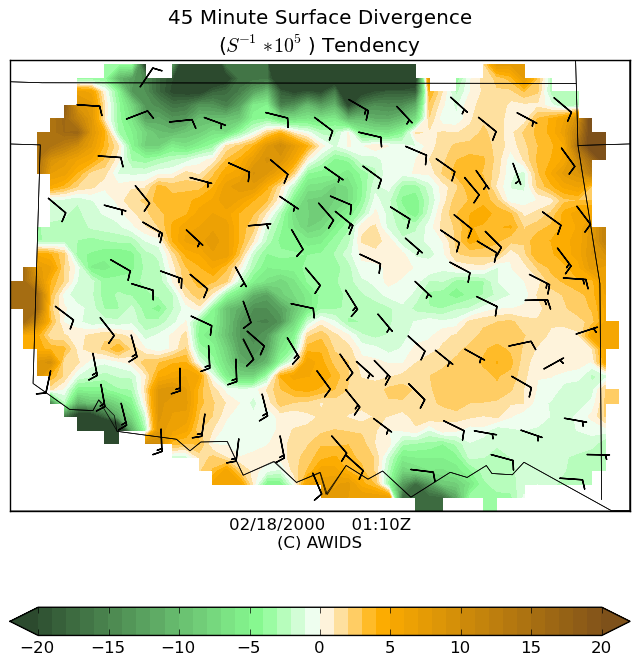 45 Minute Surface Divergence
(S⁻¹ ∗10⁵ ) Tendency
02/18/2000 01:10Z
(C) AWIDS
−20 −15 −10 −5 0 5 10 15 20